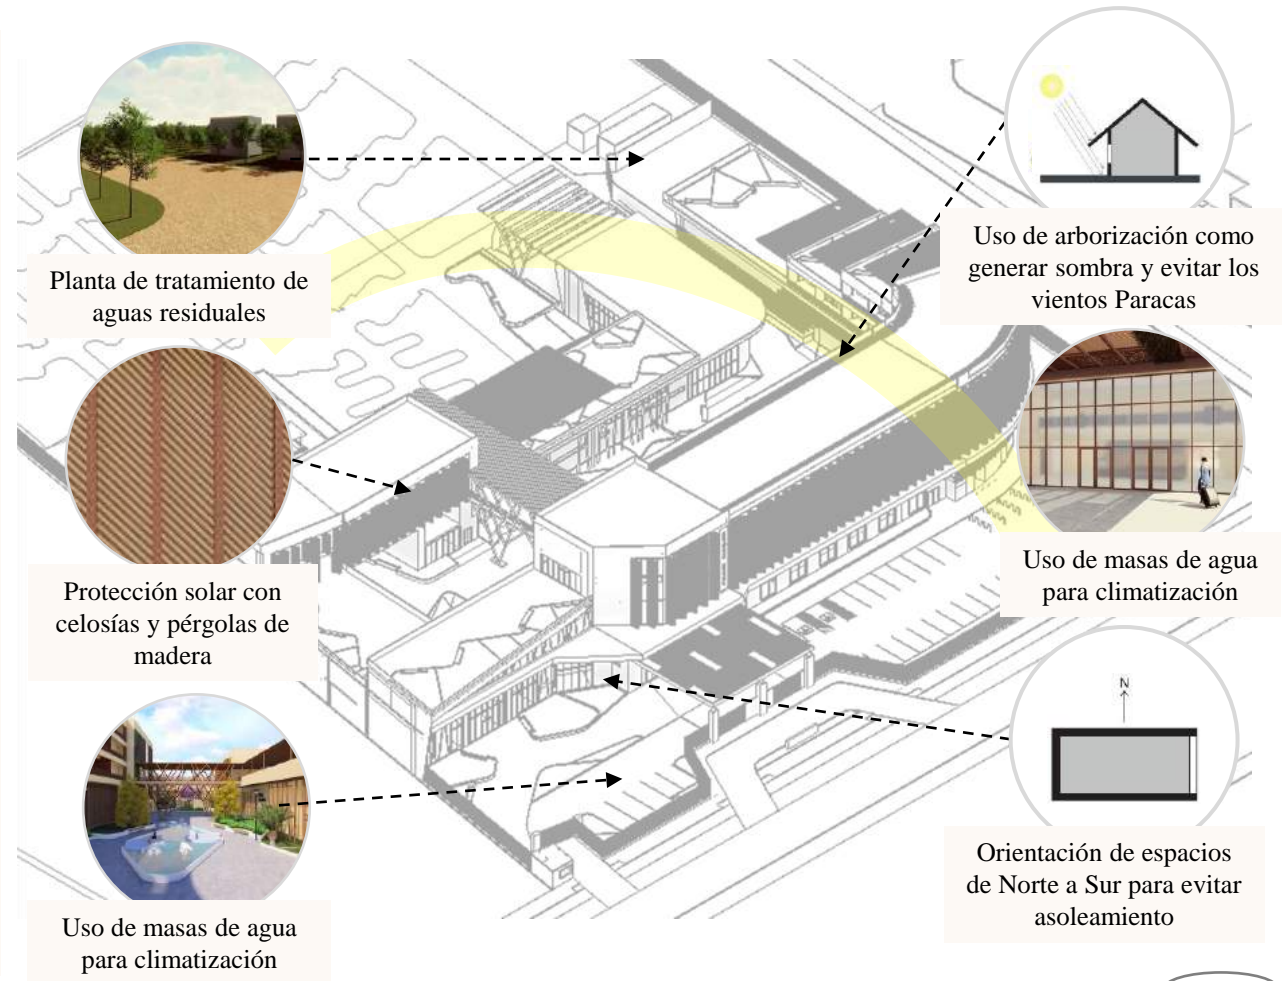 Planta de tratamiento de
aguas residuales
Protección solar con
celosías y pérgolas de
madera
Uso de masas de agua
para climatización
Uso de arborización como
generar sombra y evitar los
vientos Paracas
Uso de masas de agua
para climatización
N
Orientación de espacios
de Norte a Sur para evitar
asoleamiento